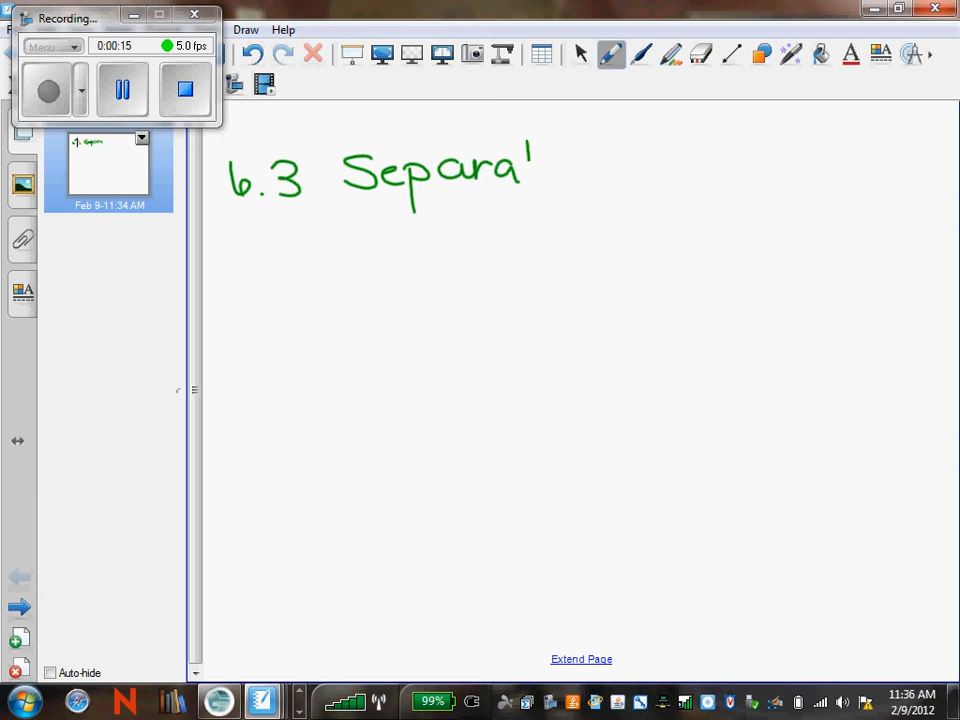 Recording...
Menu
0:00:15
5.0 fps
Draw Help
6.3 Separa'
Feb 9-11:34 AM
Extend Page
Auto-hide
99%
11:36 AM
2/9/2012